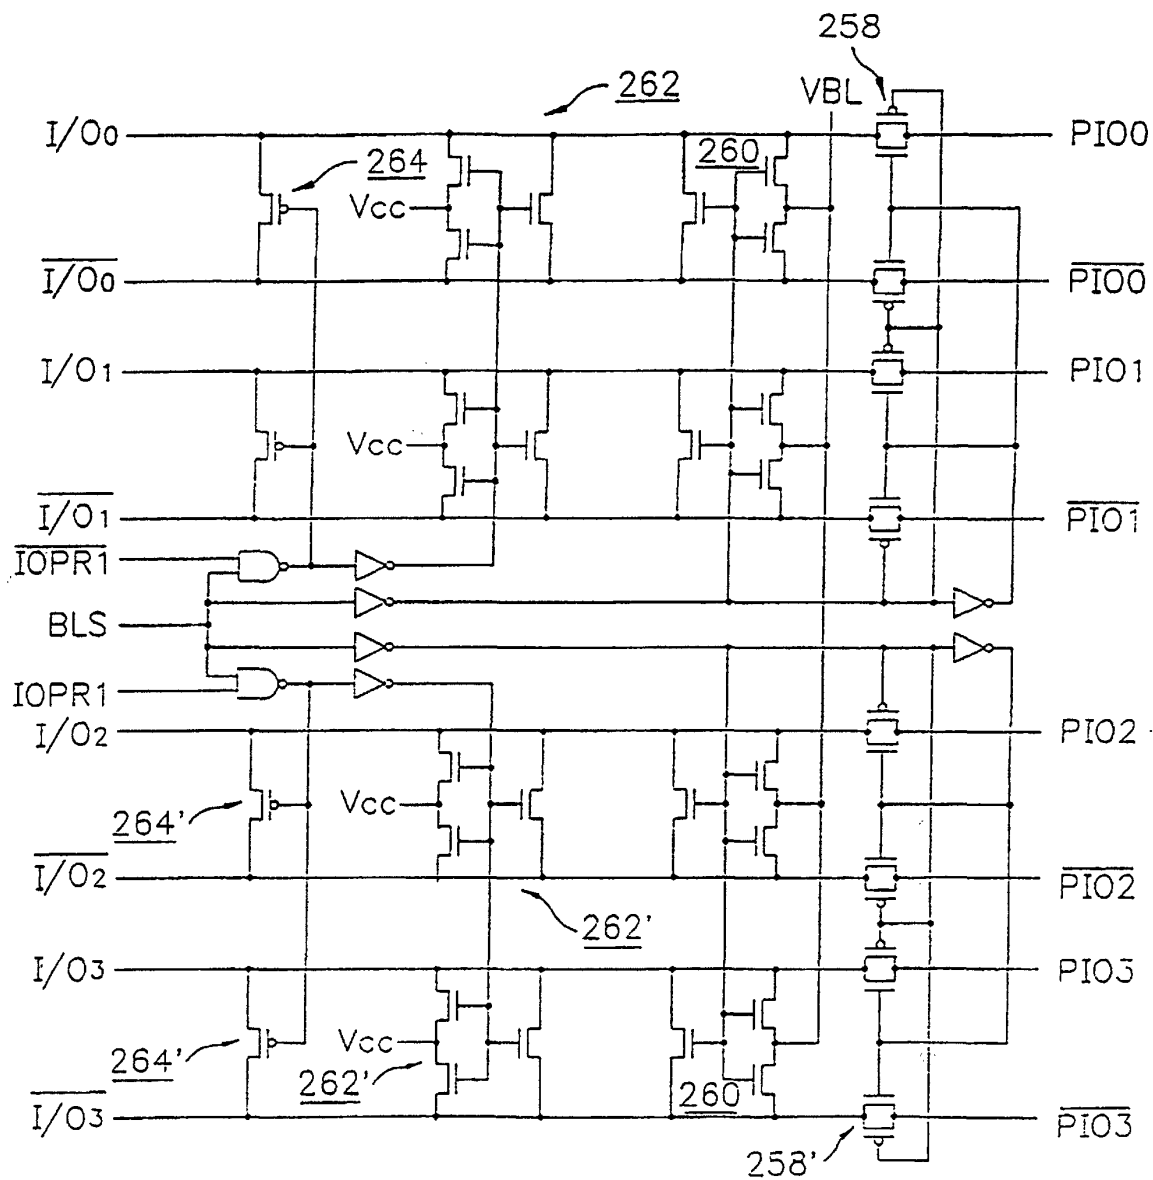 258
262
VBL
I/O0
PIO0
264
260
Vcc
I/O0
PIO0
I/O1
PIO1
Vcc
I/O1
PIO1
IOPR1
BLS
IOPR1
I/O2
PIO2
264'
Vcc
I/O2
PIO2
262'
I/O3
PIO3
264'
Vcc
262'
260
I/O3
PIO3
258'